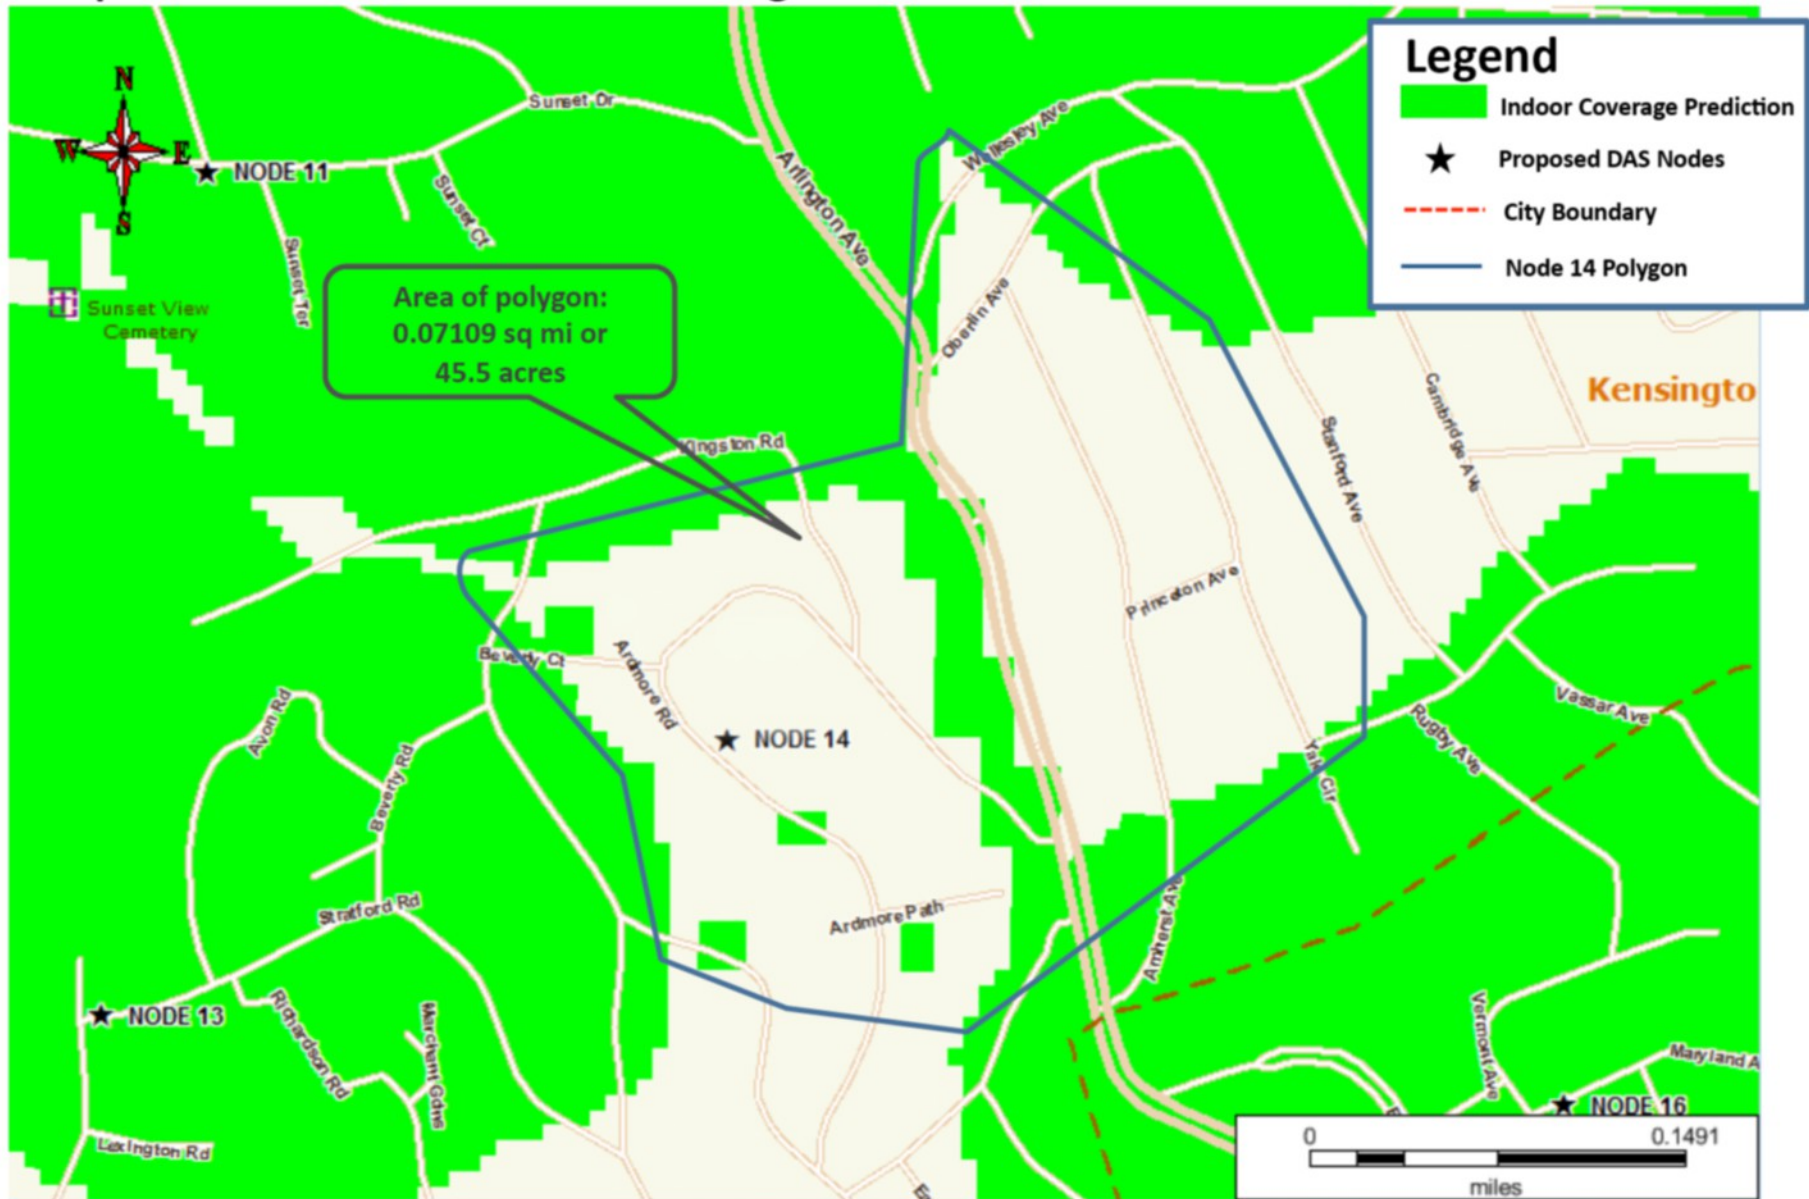 Legend
Indoor Coverage Prediction
Proposed DAS Nodes
City Boundary
Node 14 Polygon
N
W
E
S
NODE 11
Sunset Dr
Sunset Ct
Sunset Ter
Arlington Ave
Wellesley Ave
Sunset View
Cemetery
Area of polygon:
0.07109 sq mi or
45.5 acres
Oberlin Ave
Kensingto
Cambridge Ave
Stanford Ave
Kingston Rd
Princeton Ave
Beverly Ct
Ardmore Rd
NODE 14
Avon Rd
Beverly Rd
Vassar Ave
Rugby Ave
Yale Cir
Stratford Rd
Ardmore Path
Amherst Ave
NODE 13
Richardson Rd
Marchant Gdns
Lexington Rd
Vermont Ave
Maryland A
NODE 16
0
0.1491
miles